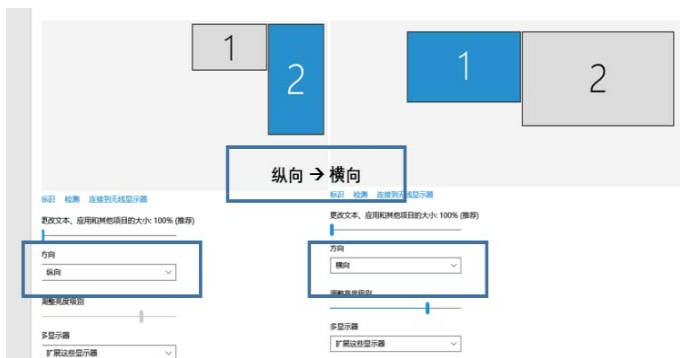 1
2
1
2
纵向 → 横向
标识 检测 连接到无线显示器
更改文本、应用和其他项目的大小: 100% (推荐)
方向
纵向
调整亮度级别
多显示器
扩展这些显示器
标识 检测 连接到无线显示器
更改文本、应用和其他项目的大小: 100% (推荐)
方向
横向
调整亮度级别
多显示器
扩展这些显示器